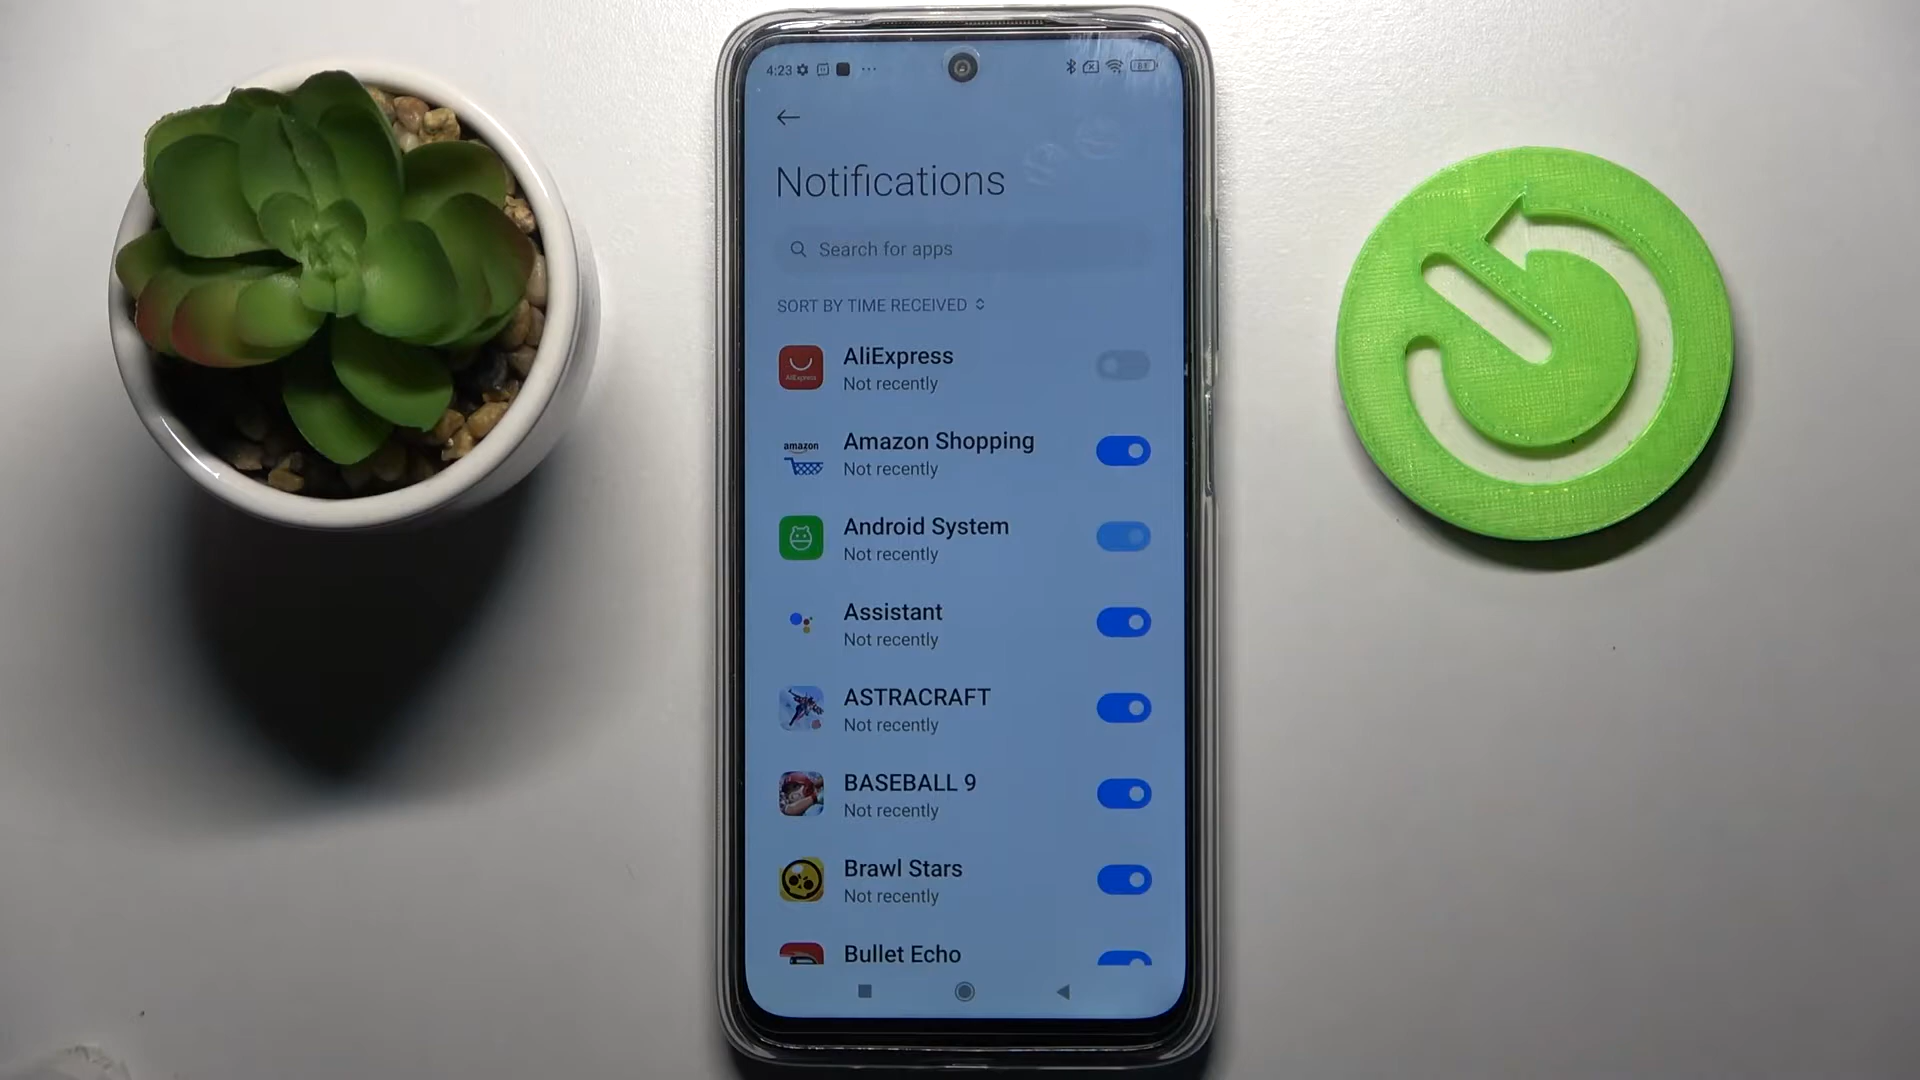 4:23
Notifications
Search for apps
SORT BY TIME RECEIVED
AliExpress
Not recently
amazon
Amazon Shopping
Not recently
Android System
Not recently
Assistant
Not recently
ASTRACRAFT
Not recently
BASEBALL 9
Not recently
Brawl Stars
Not recently
Bullet Echo